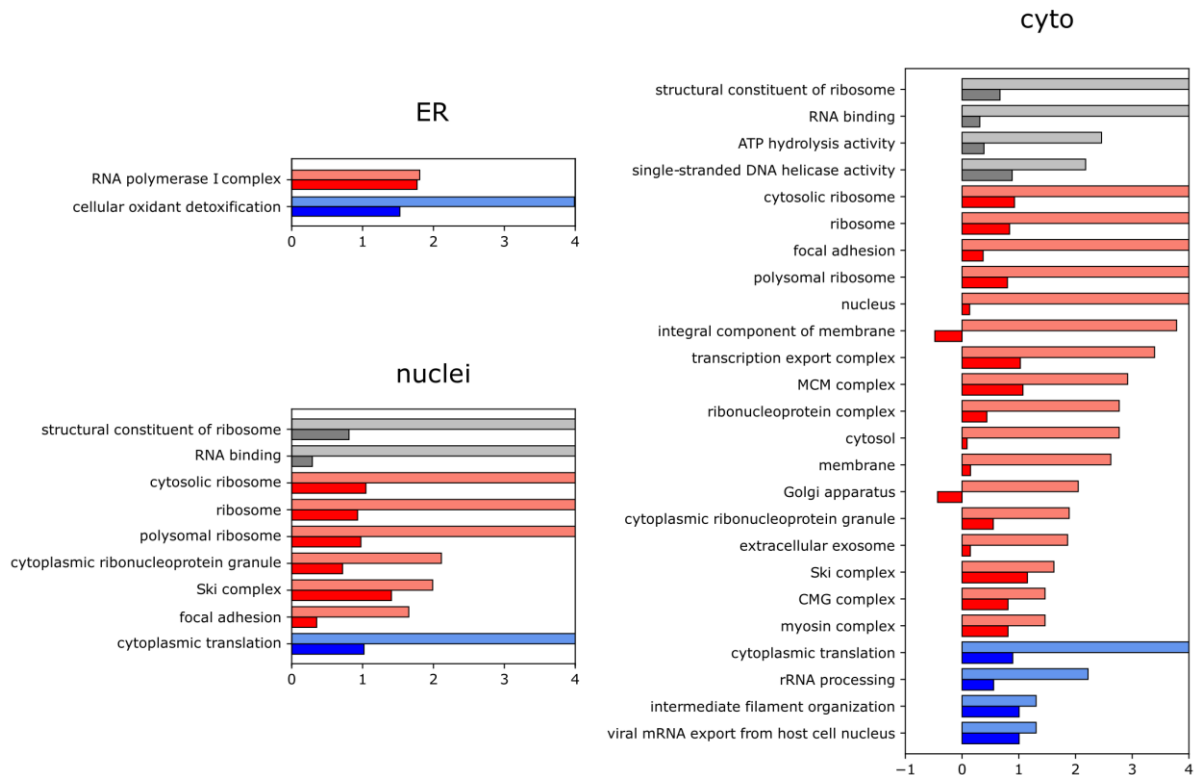 ER
RNA polymerase I complex
cellular oxidant detoxification
0 1 2 3 4
nuclei
structural constituent of ribosome
RNA binding
cytosolic ribosome
ribosome
polysomal ribosome
cytoplasmic ribonucleoprotein granule
Ski complex
focal adhesion
cytoplasmic translation
0 1 2 3 4
cyto
structural constituent of ribosome
RNA binding
ATP hydrolysis activity
single-stranded DNA helicase activity
cytosolic ribosome
ribosome
focal adhesion
polysomal ribosome
nucleus
integral component of membrane
transcription export complex
MCM complex
ribonucleoprotein complex
cytosol
membrane
Golgi apparatus
cytoplasmic ribonucleoprotein granule
extracellular exosome
Ski complex
CMG complex
myosin complex
cytoplasmic translation
rRNA processing
intermediate filament organization
viral mRNA export from host cell nucleus
−1 0 1 2 3 4